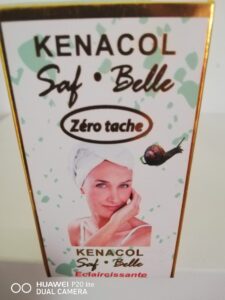 KENACOL
Saf • Belle
Zéro tache
KENACOL
Saf • Belle
Eclaircissante
HUAWEI P20 lite
DUAL CAMERA